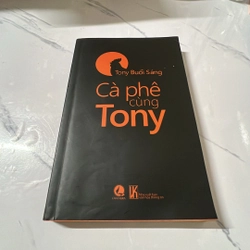 Tony Buổi Sáng
Cà phê
cùng
Tony